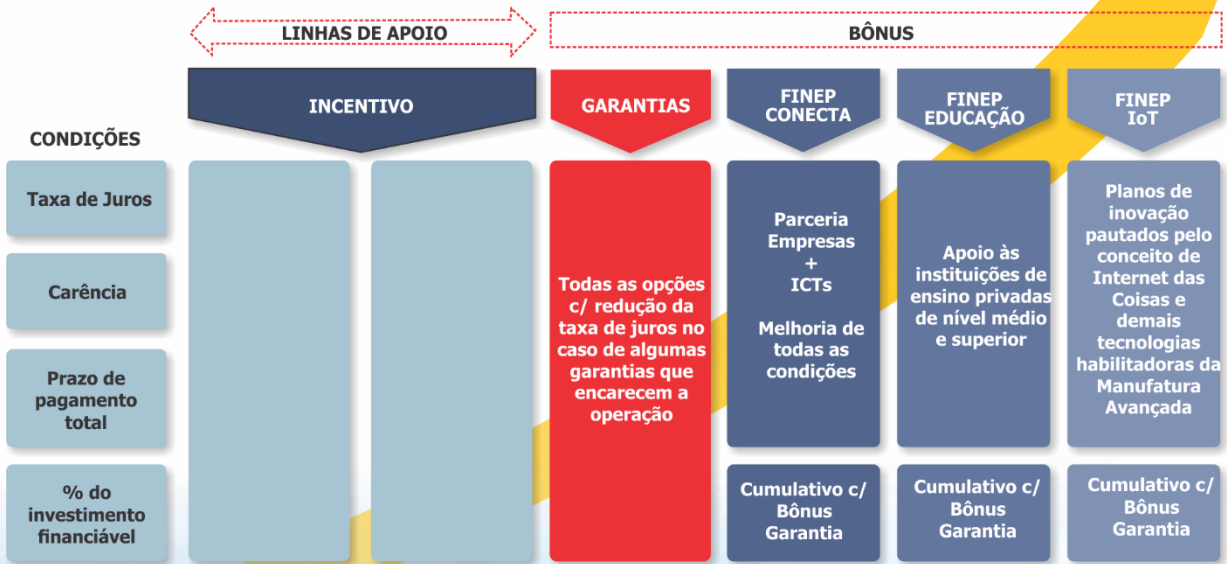 LINHAS DE APOIO
BÔNUS
INCENTIVO
GARANTIAS
FINEP
CONECTA
FINEP
EDUCAÇÃO
FINEP
IoT
CONDIÇÕES
Taxa de Juros
Carência
Prazo de
pagamento
total
% do
investimento
financiável
Todas as opções
c/ redução da
taxa de juros no
caso de algumas
garantias que
encarecem a
operação
Parceria
Empresas
+
ICTs
Melhoria de
todas as
condições
Cumulativo c/
Bônus
Garantia
Apoio às
instituições de
ensino privadas
de nível médio
e superior
Cumulativo c/
Bônus
Garantia
Planos de
inovação
pautados pelo
conceito de
Internet das
Coisas e
demais
tecnologias
habilitadoras da
Manufatura
Avançada
Cumulativo c/
Bônus
Garantia